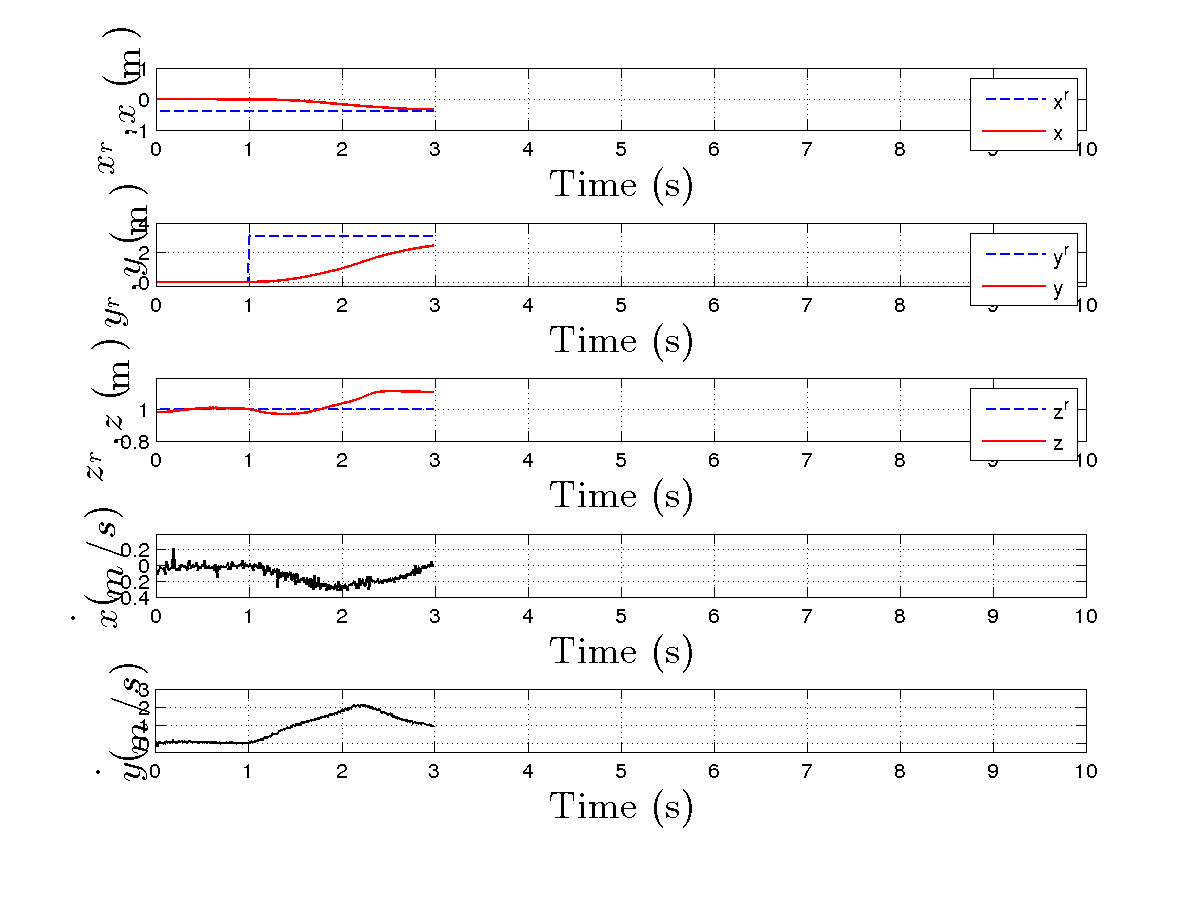 x^r, x (m)
1
0
-1
0 1 2 3 4 5 6 7 8 9 10
x^r
x
Time (s)
y^r, y (m)
4
2
0
0 1 2 3 4 5 6 7 8 9 10
y^r
y
Time (s)
z^r, z (m)
1
0.8
0 1 2 3 4 5 6 7 8 9 10
z^r
z
Time (s)
ẋ(m/s)
0.2
0
-0.2
-0.4
0 1 2 3 4 5 6 7 8 9 10
Time (s)
ẏ(m/s)
3
2
1
0
0 1 2 3 4 5 6 7 8 9 10
Time (s)